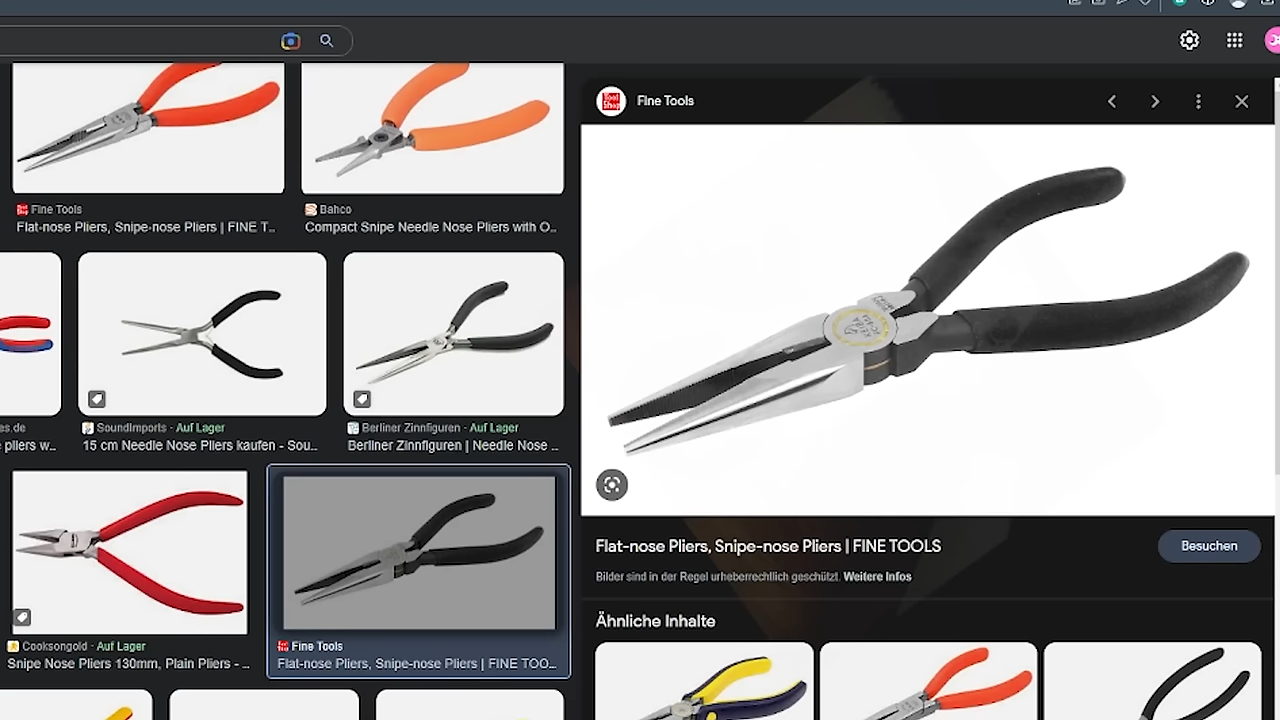 Fine Tools
Fine Tools
Flat-nose Pliers, Snipe-nose Pliers | FINE T...
Bahco
Compact Snipe Needle Nose Pliers with O...
es.de
pliers w...
SoundImports · Auf Lager
15 cm Needle Nose Pliers kaufen - Sou...
Berliner Zinnfiguren · Auf Lager
Berliner Zinnfiguren | Needle Nose ...
Cooksongold · Auf Lager
Snipe Nose Pliers 130mm, Plain Pliers - ...
Fine Tools
Flat-nose Pliers, Snipe-nose Pliers | FINE TOO...
KEIBA
Flat-nose Pliers, Snipe-nose Pliers | FINE TOOLS
Besuchen
Bilder sind in der Regel urheberrechtlich geschützt. Weitere Infos
Ähnliche Inhalte